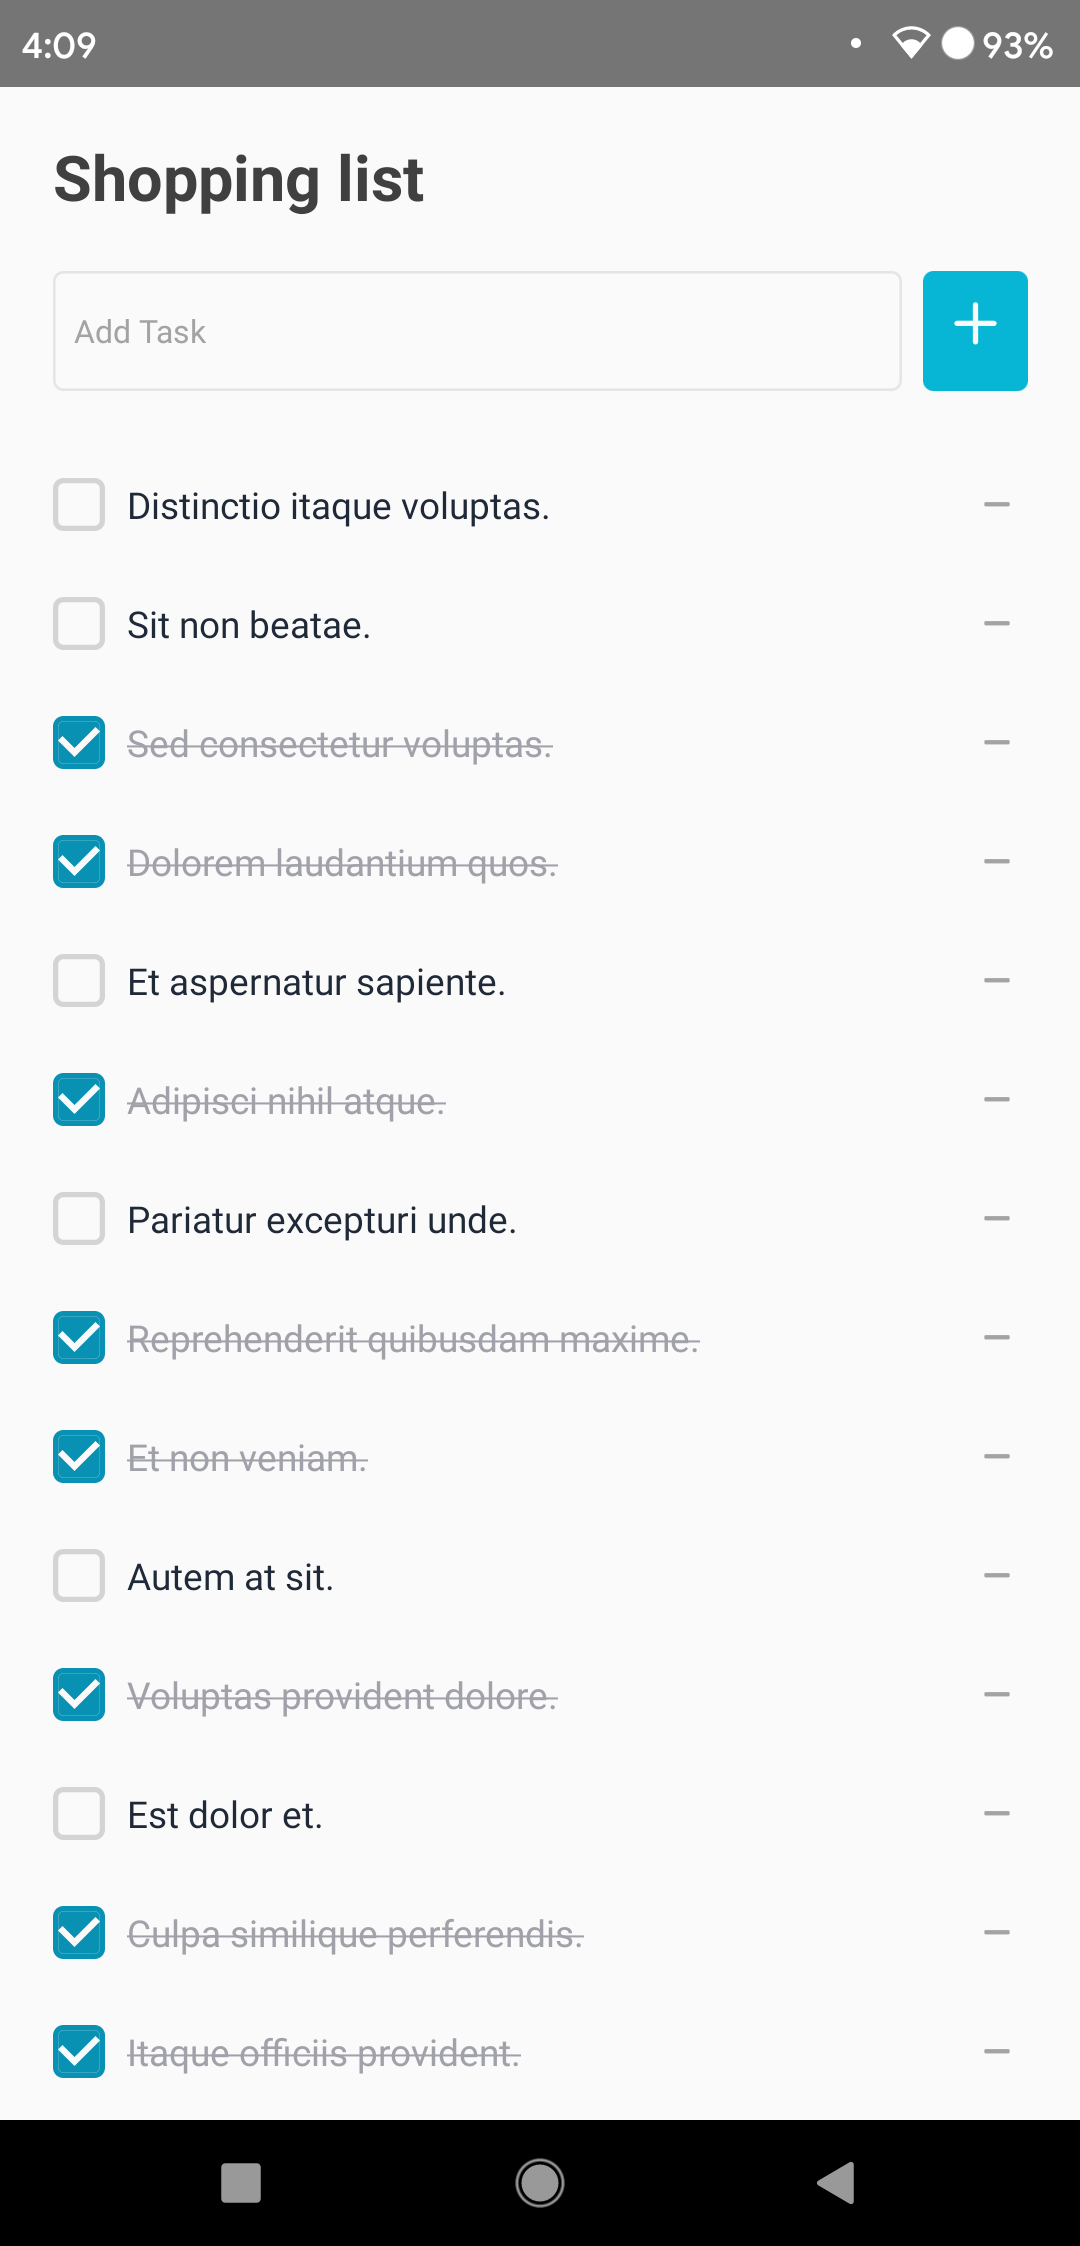 4:09
93%
Shopping list
Add Task
Distinctio itaque voluptas.
Sit non beatae.
Sed consectetur voluptas.
Dolorem laudantium quos.
Et aspernatur sapiente.
Adipisci nihil atque.
Pariatur excepturi unde.
Reprehenderit quibusdam maxime.
Et non veniam.
Autem at sit.
Voluptas provident dolore.
Est dolor et.
Culpa similique perferendis.
Itaque officiis provident.